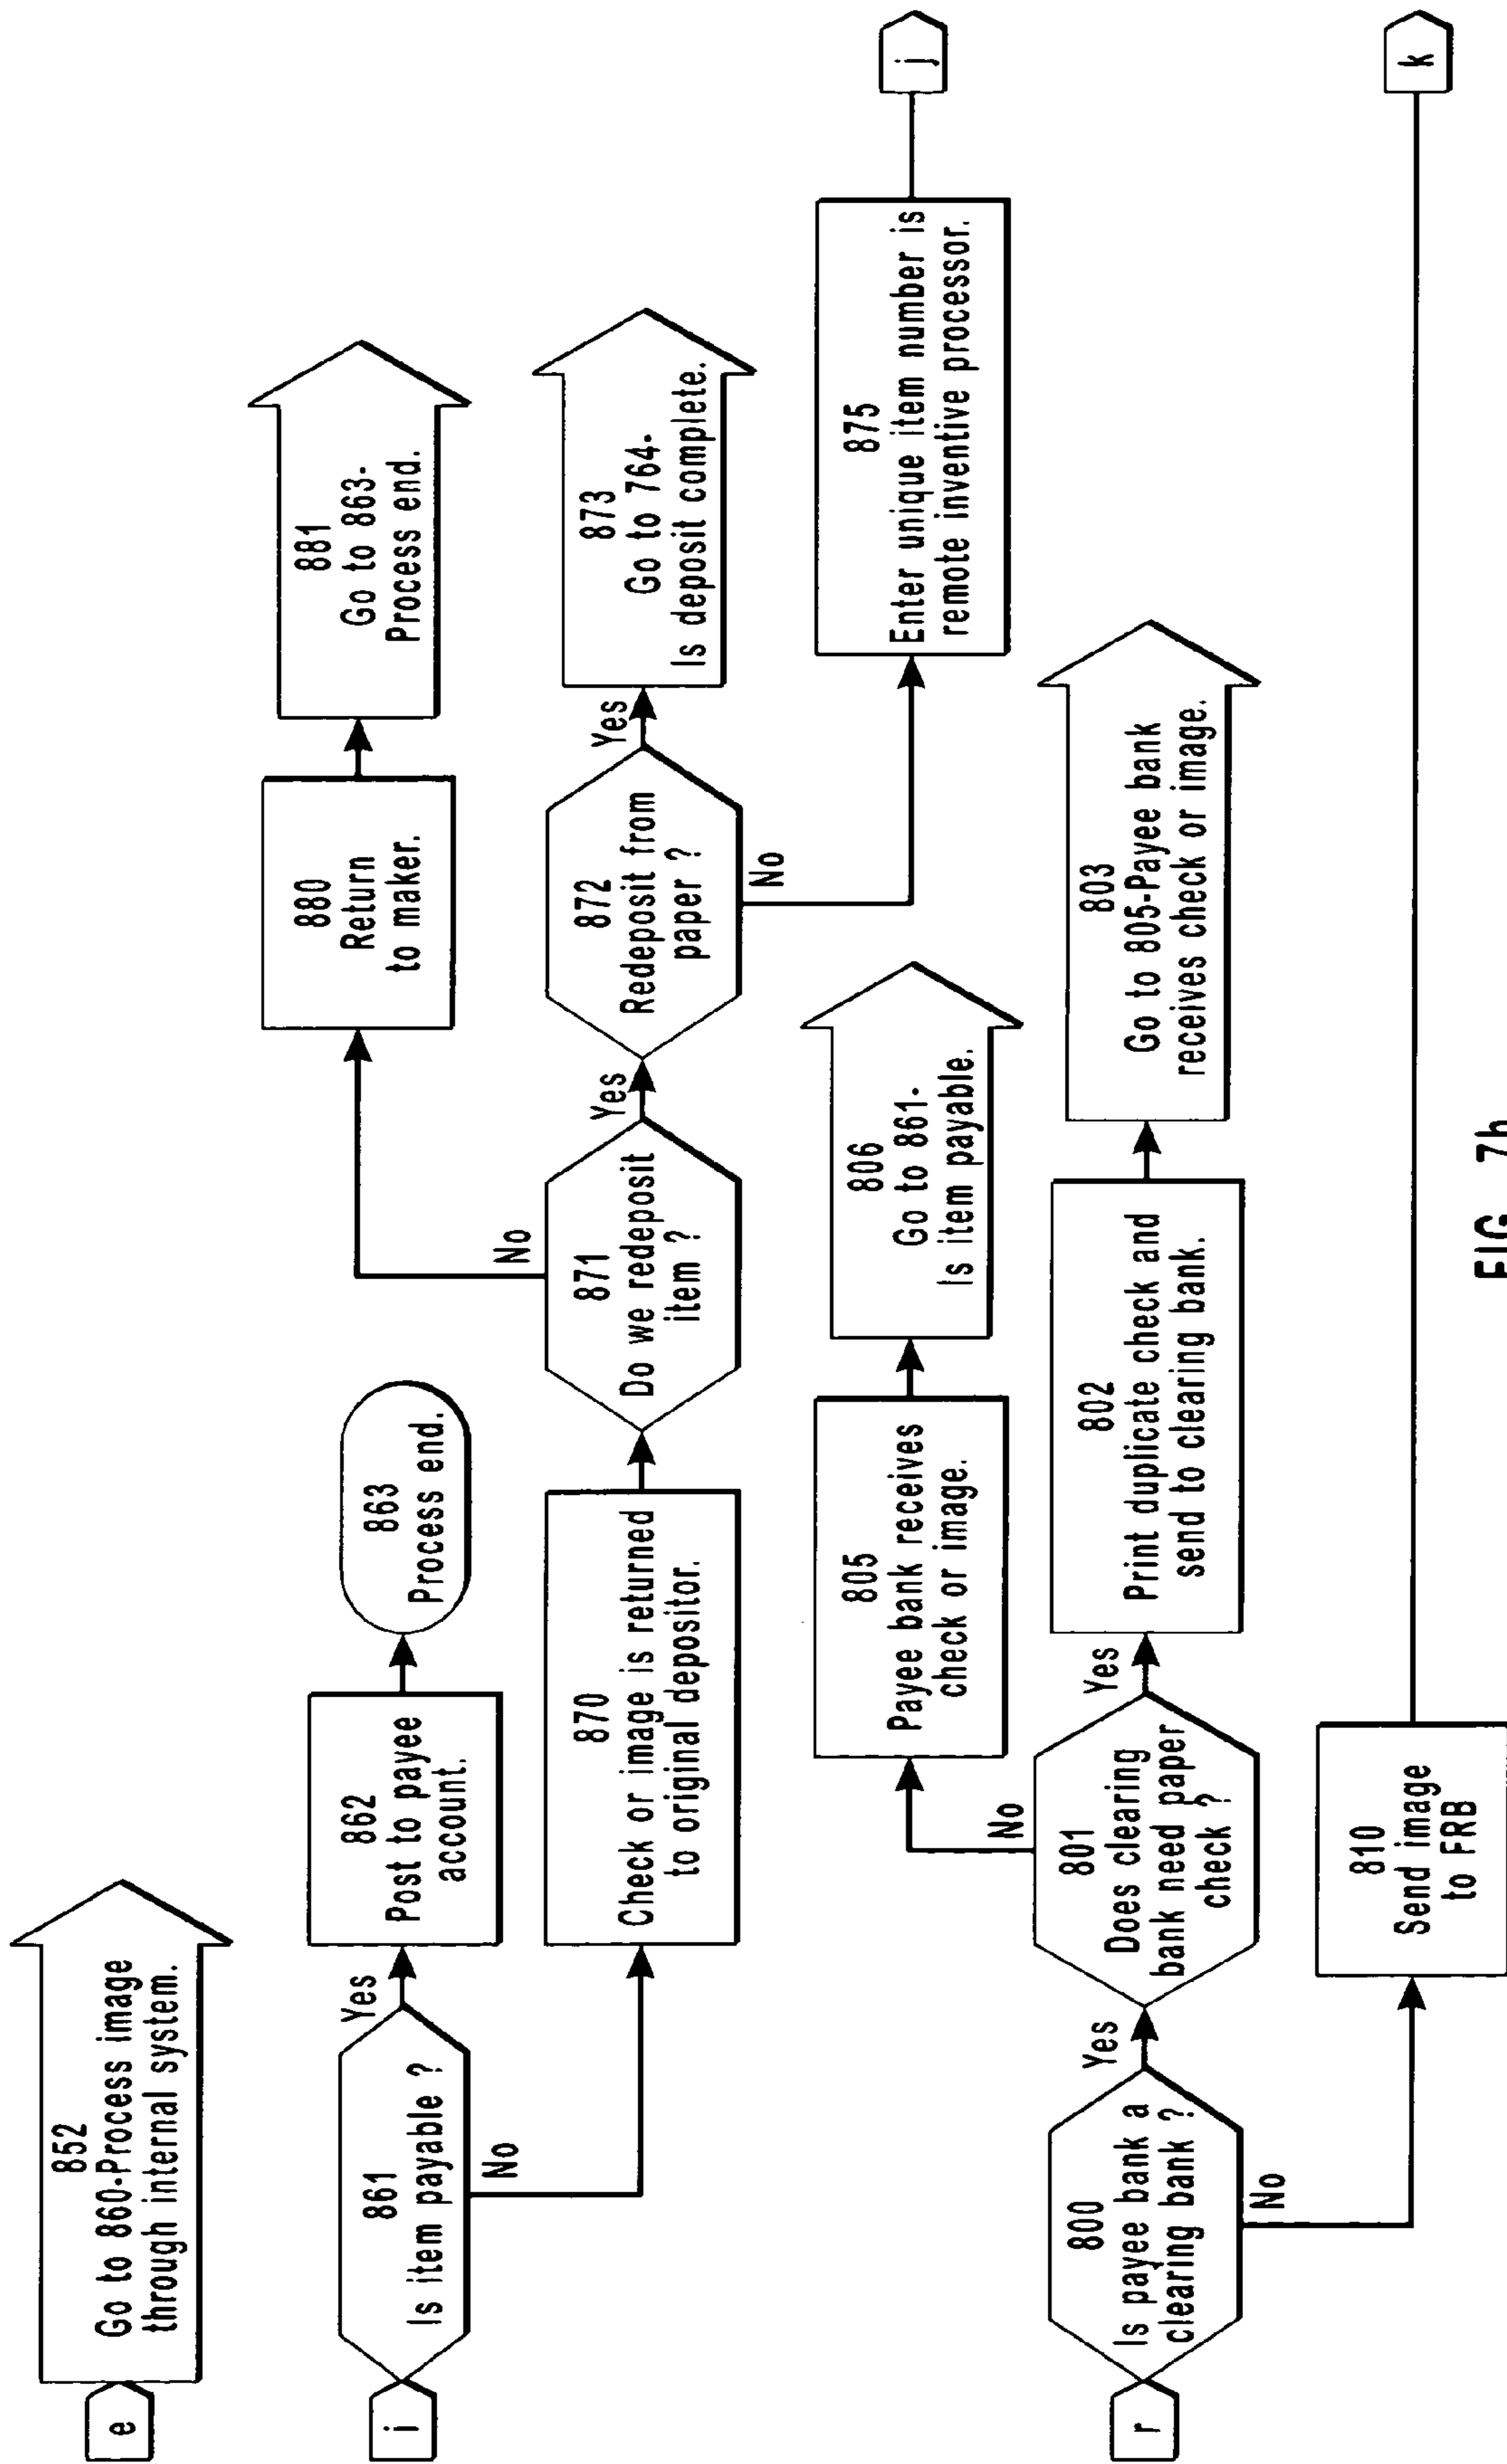 e
852
Go to 860-Process image
through internal system.
i
861
Is item payable ?
Yes
No
862
Post to payee
account.
863
Process end.
870
Check or image is returned
to original depositor.
871
Do we redeposit
item ?
No
Yes
880
Return
to maker.
881
Go to 863-
Process end.
872
Redeposit from
paper ?
Yes
No
873
Go to 764-
Is deposit complete.
875
Enter unique item number is
remote inventive processor.
j
r
800
Is payee bank a
clearing bank ?
Yes
No
801
Does clearing
bank need paper
check ?
No
Yes
805
Payee bank receives
check or image.
806
Go to 861-
Is item payable.
802
Print duplicate check and
send to clearing bank.
803
Go to 805-Payee bank
receives check or image.
810
Send image
to FRB
k
FIG. 7b